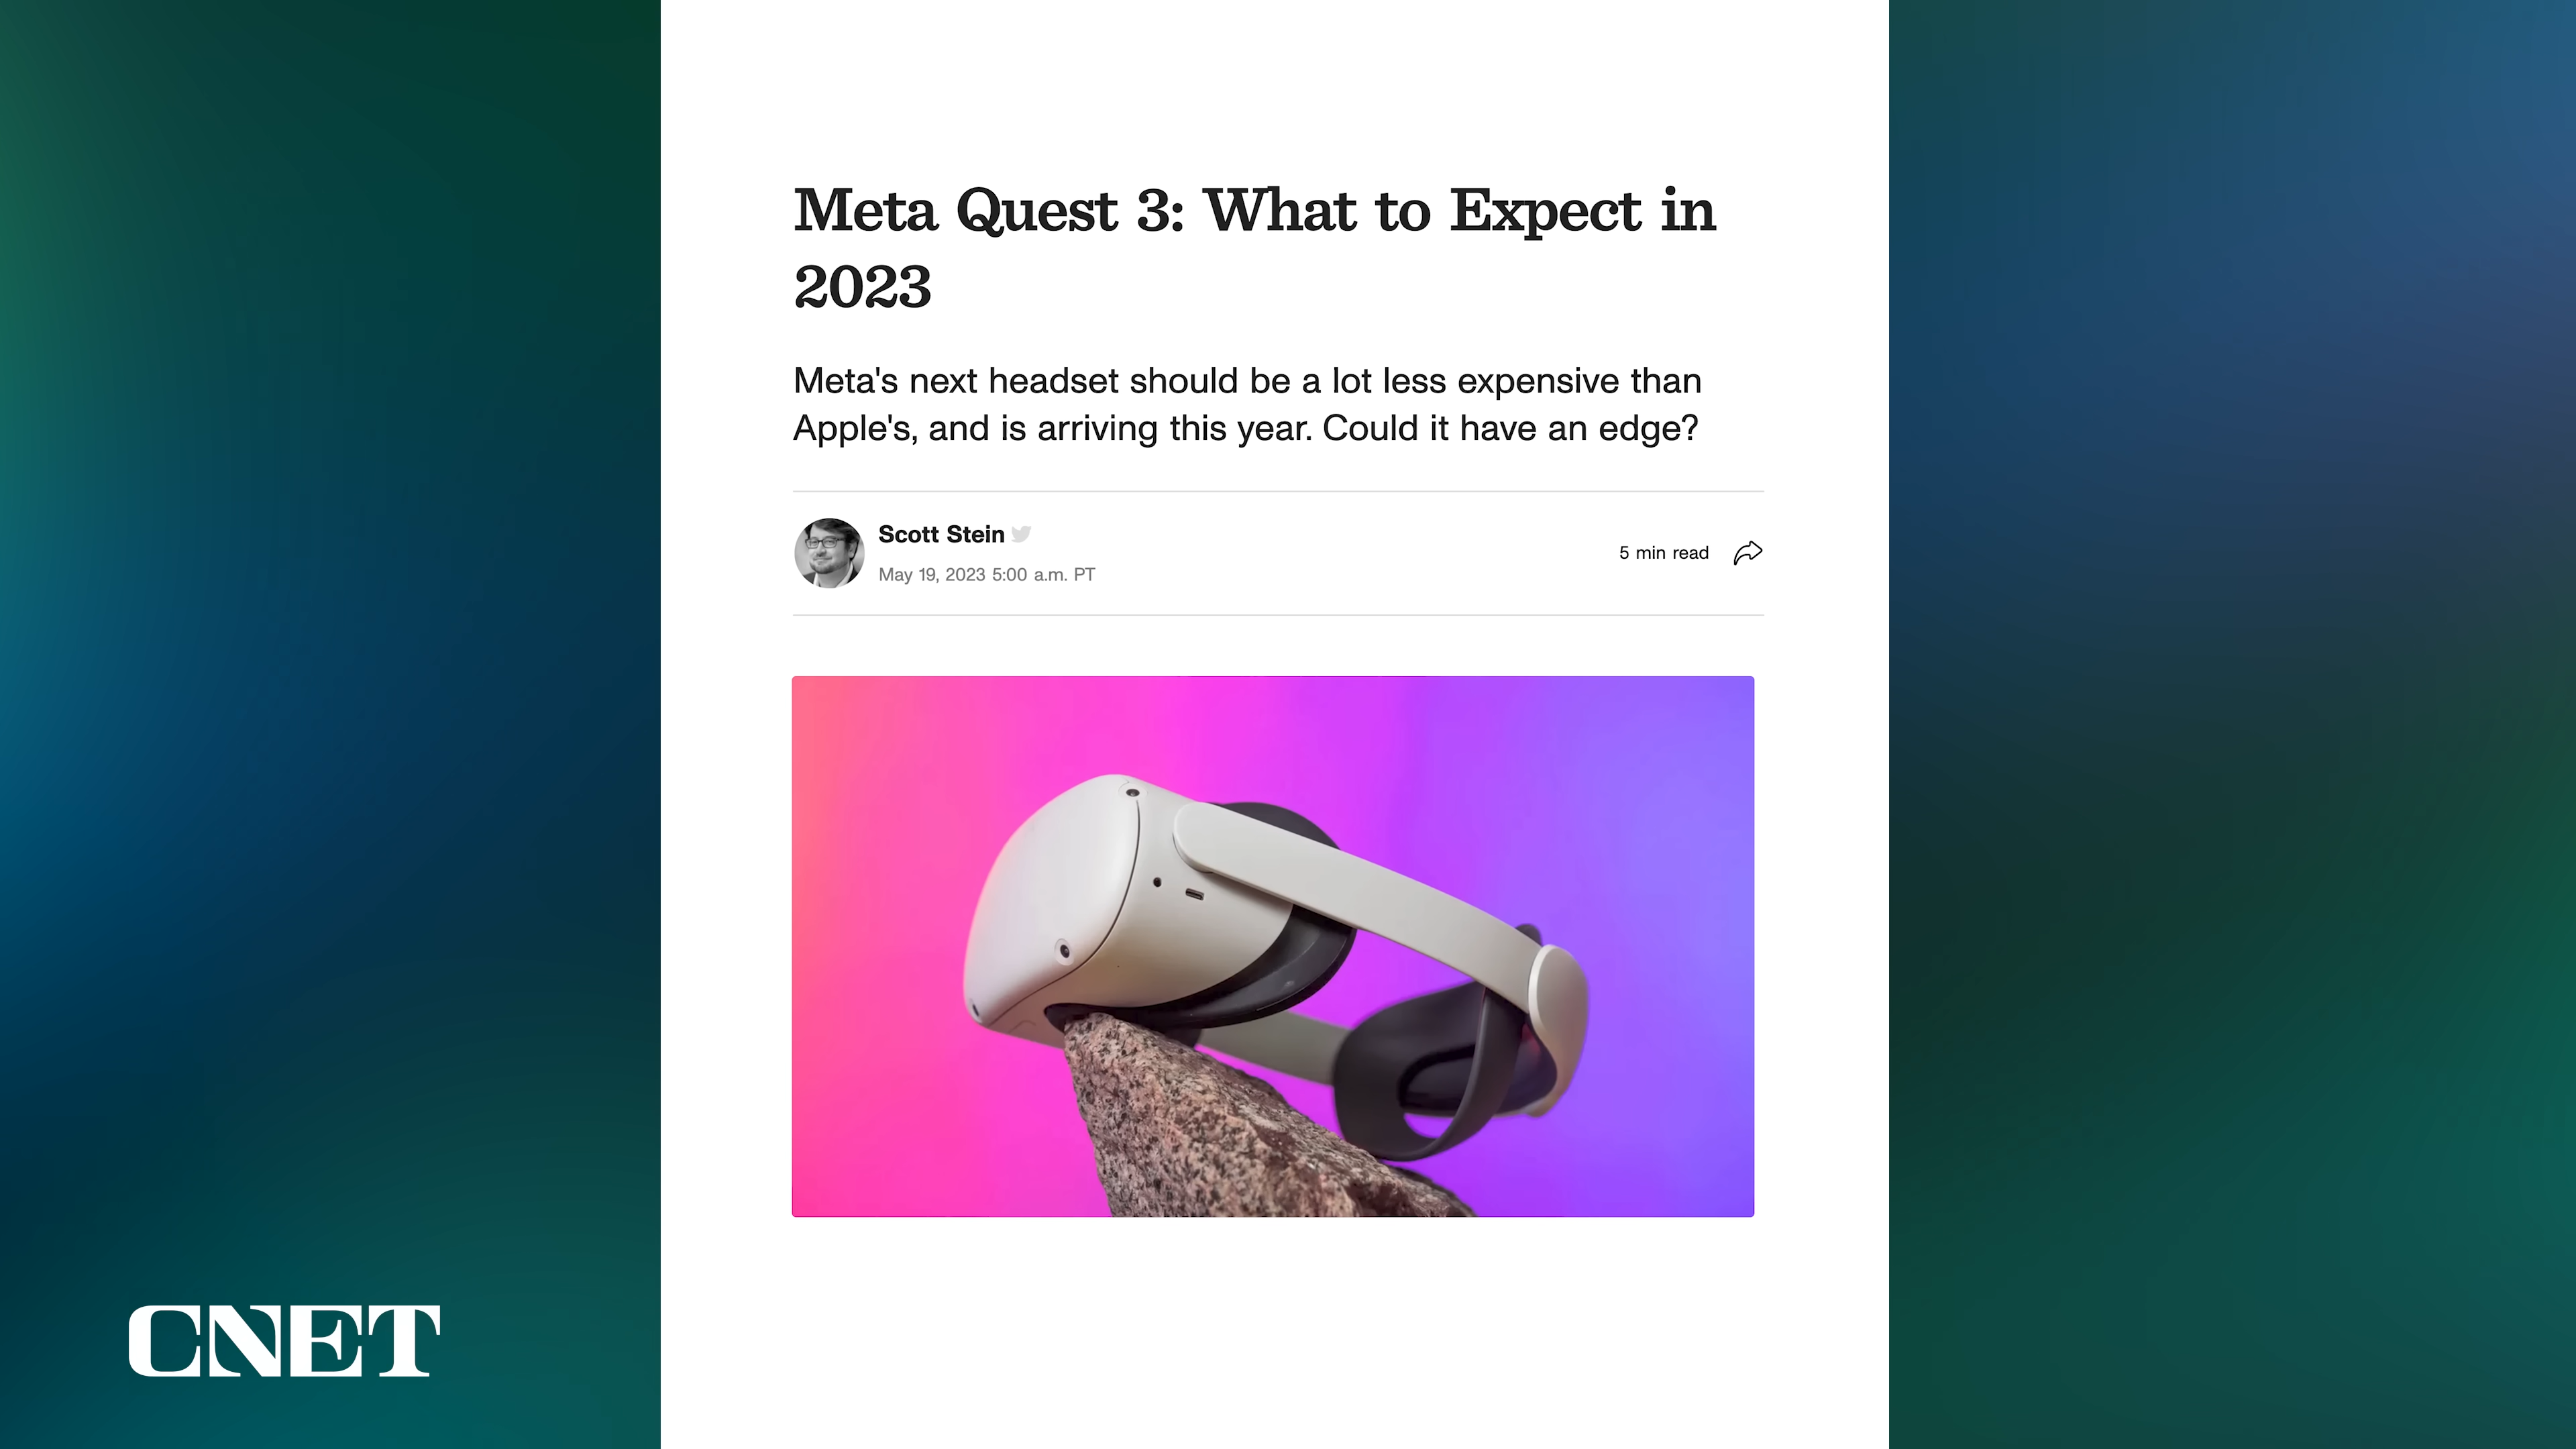 Meta Quest 3: What to Expect in
2023
Meta's next headset should be a lot less expensive than
Apple's, and is arriving this year. Could it have an edge?
Scott Stein
May 19, 2023 5:00 a.m. PT
5 min read
CNET